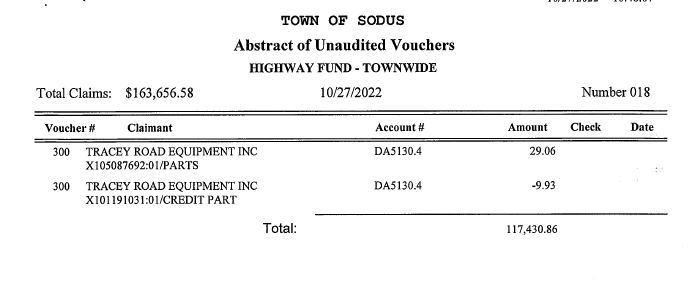 TOWN OF SODUS
Abstract of Unaudited Vouchers
HIGHWAY FUND - TOWNWIDE
Total Claims: $163,656.58 10/27/2022 Number 018
Voucher # Claimant Account # Amount Check Date
300 TRACEY ROAD EQUIPMENT INC DA5130.4 29.06
X105087692:01/PARTS
300 TRACEY ROAD EQUIPMENT INC DA5130.4 -9.93
X101191031:01/CREDIT PART
Total: 117,430.86